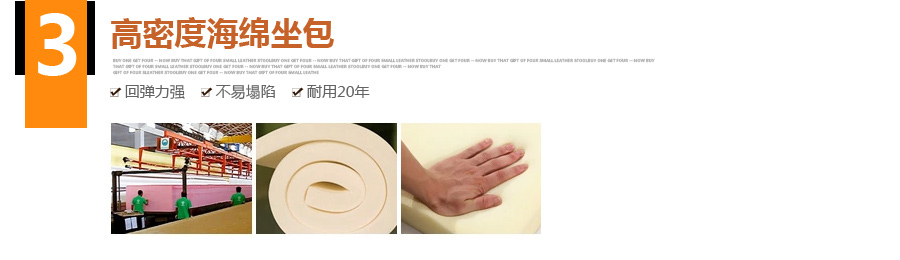 3
高密度海绵坐包
BUY ONE GET FOUR -- NOW BUY THAT GIFT OF FOUR SMALL LEATHER STOOLBUY ONE GET FOUR -- NOW BUY THAT GIFT OF FOUR SMALL LEATHER STOOLBUY ONE GET FOUR -- NOW BUY THAT GIFT OF FOUR SMALL LEATHER STOOLBUY ONE GET FOUR -- NOW BUY
THAT GIFT OF FOUR SMALL LEATHER STOOLBUY ONE GET FOUR -- NOW BUY THAT GIFT OF FOUR SMALL LEATHER STOOLBUY ONE GET FOUR -- NOW BUY THAT
GIFT OF FOUR SLEATHER STOOLBUY ONE GET FOUR -- NOW BUY THAT GIFT OF FOUR SMALL LEATHE
回弹力强 不易塌陷 耐用20年